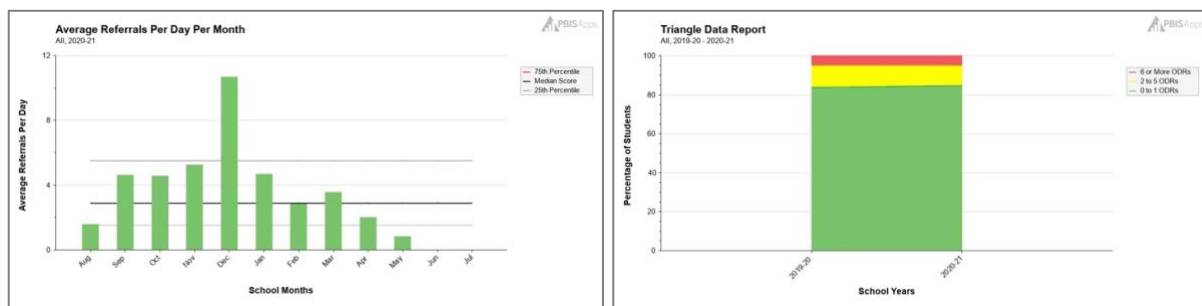 Average Referrals Per Day Per Month
All, 2020-21
PBISApps
12
8
4
0
Average Referrals Per Day
75th Percentile
Median Score
25th Percentile
Aug
Sep
Oct
Nov
Dec
Jan
Feb
Mar
Apr
May
Jun
Jul
School Months
Triangle Data Report
All, 2019-20 - 2020-21
PBISApps
100
80
60
40
20
0
Percentage of Students
6 or More ODRs
2 to 5 ODRs
0 to 1 ODRs
2019-20
2020-21
School Years